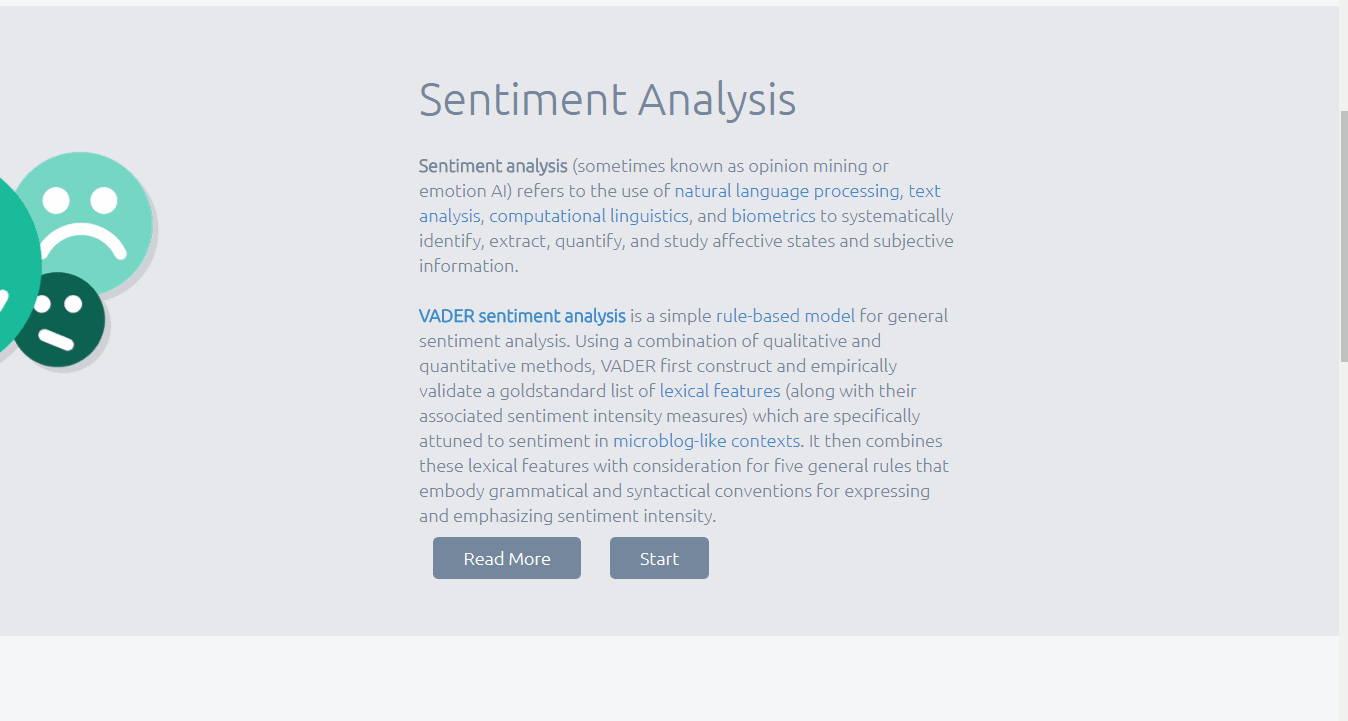 Sentiment Analysis
Sentiment analysis (sometimes known as opinion mining or
emotion AI) refers to the use of natural language processing, text
analysis, computational linguistics, and biometrics to systematically
identify, extract, quantify, and study affective states and subjective
information.
VADER sentiment analysis is a simple rule-based model for general
sentiment analysis. Using a combination of qualitative and
quantitative methods, VADER first construct and empirically
validate a goldstandard list of lexical features (along with their
associated sentiment intensity measures) which are specifically
attuned to sentiment in microblog-like contexts. It then combines
these lexical features with consideration for five general rules that
embody grammatical and syntactical conventions for expressing
and emphasizing sentiment intensity.
Read More Start